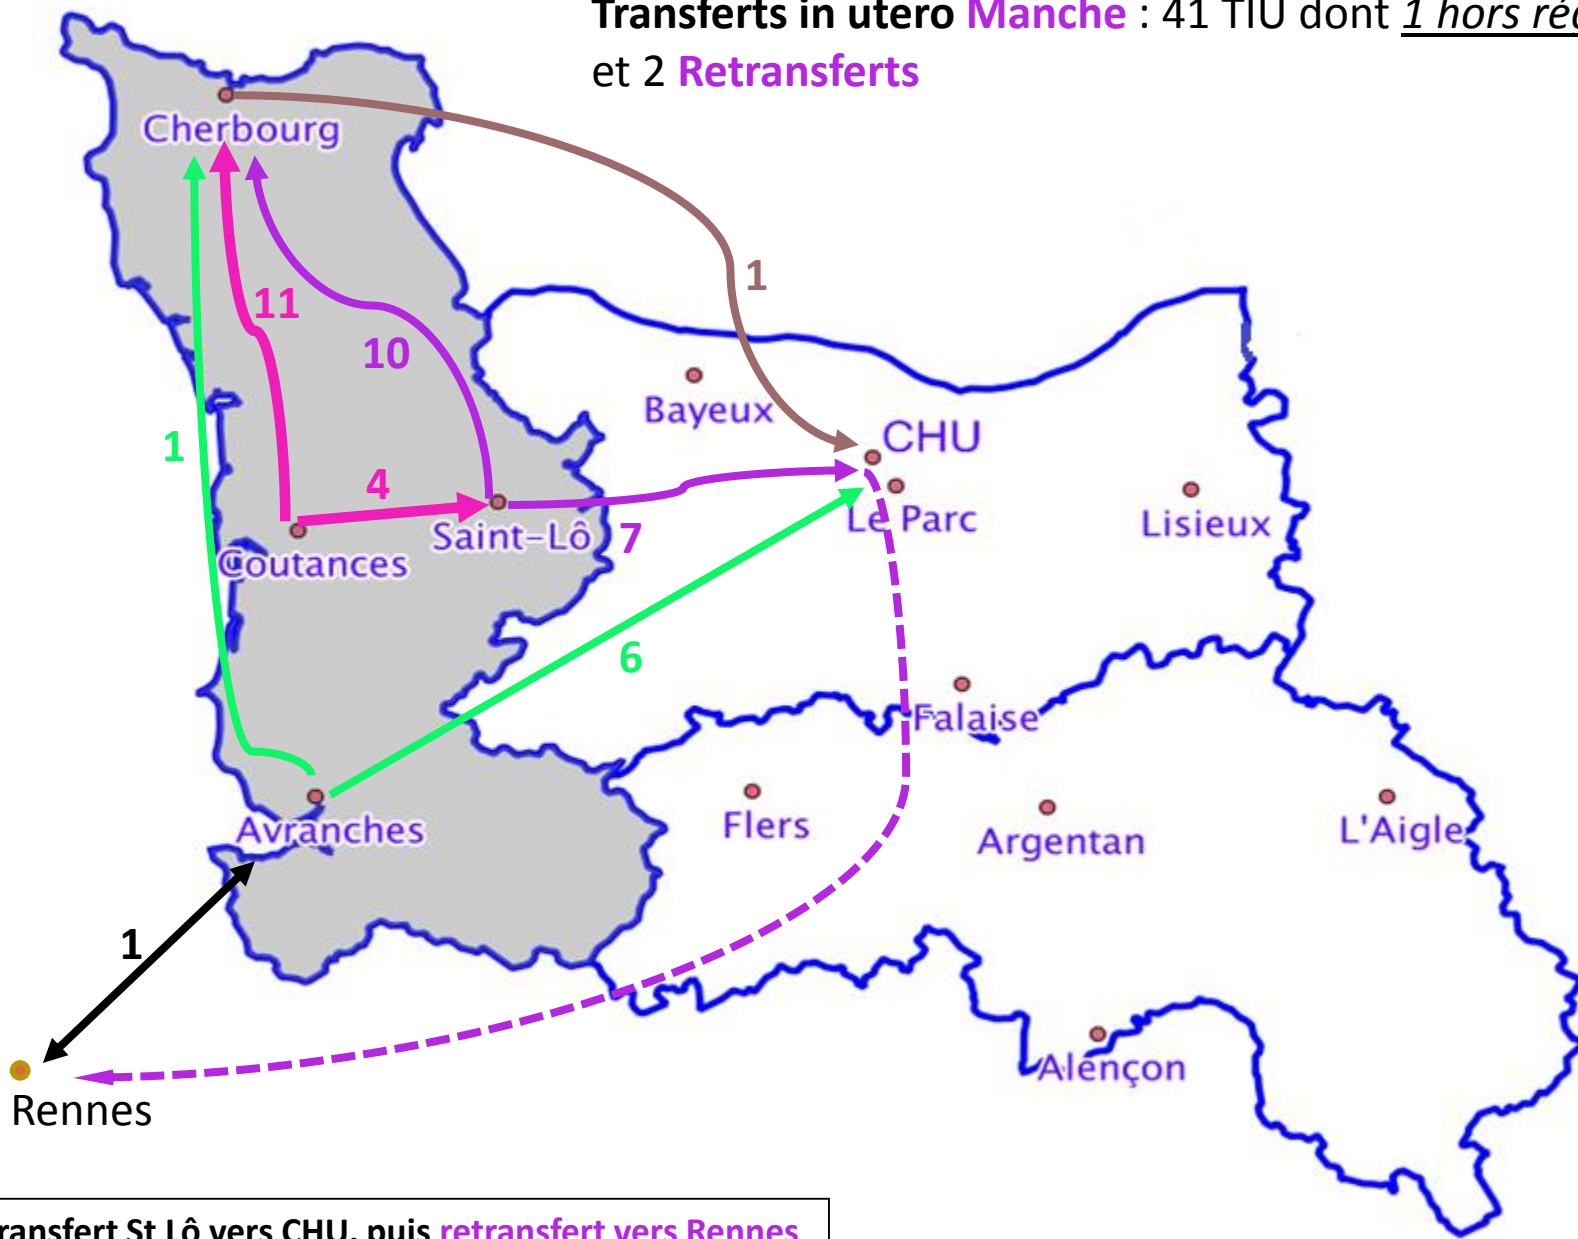 Transferts in utero Manche : 41 TIU dont 1 hors
et 2 Retransferts
Cherbourg
1
11
10
Bayeux
CHU
1
4
Le Parc
Lisieux
Saint-Lô
7
Coutances
6
Falaise
Flers
Argentan
L'Aigle
Avranches
1
Alençon
Rennes
St Lô vers CHU, puis retransfert vers Rennes